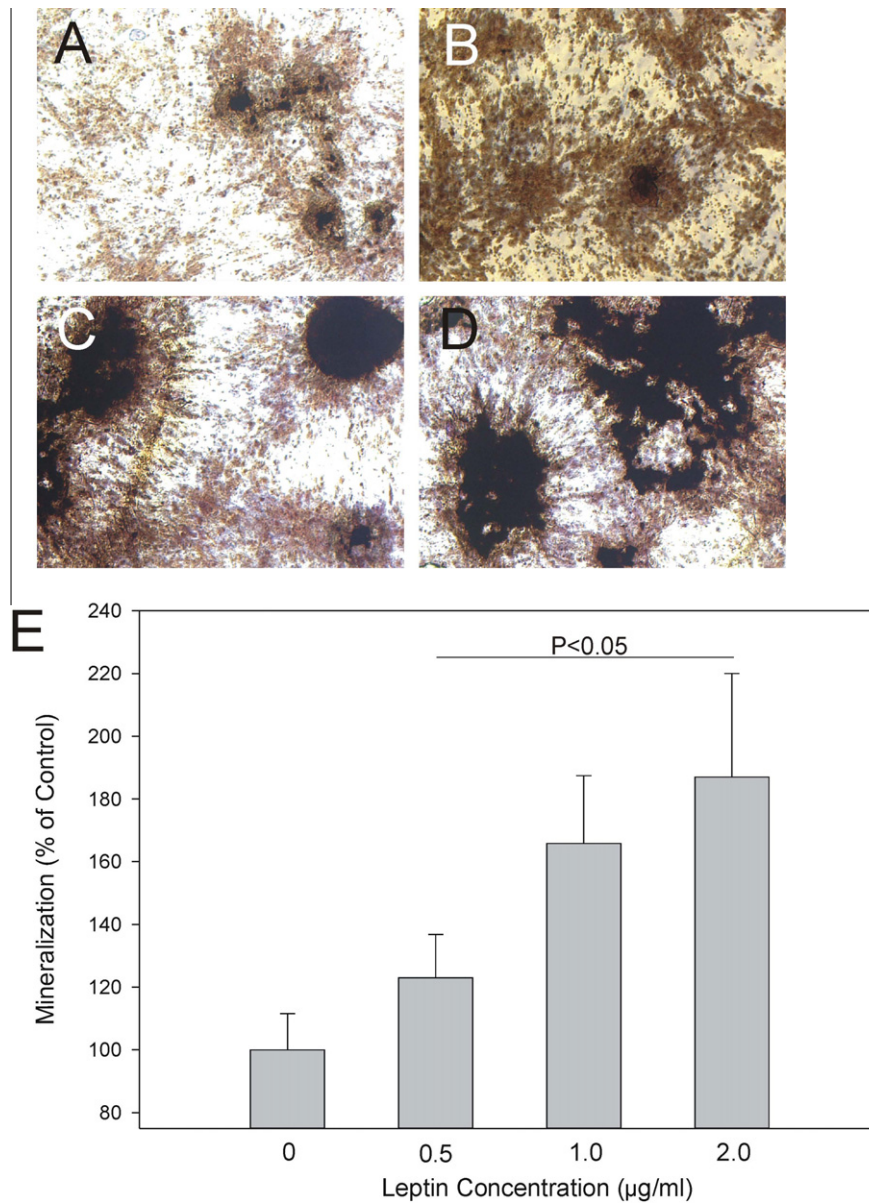 A
B
C
D
E
240
220
200
180
160
140
120
100
80
P<0.05
Mineralization (% of Control)
0 0.5 1.0 2.0
Leptin Concentration (µg/ml)